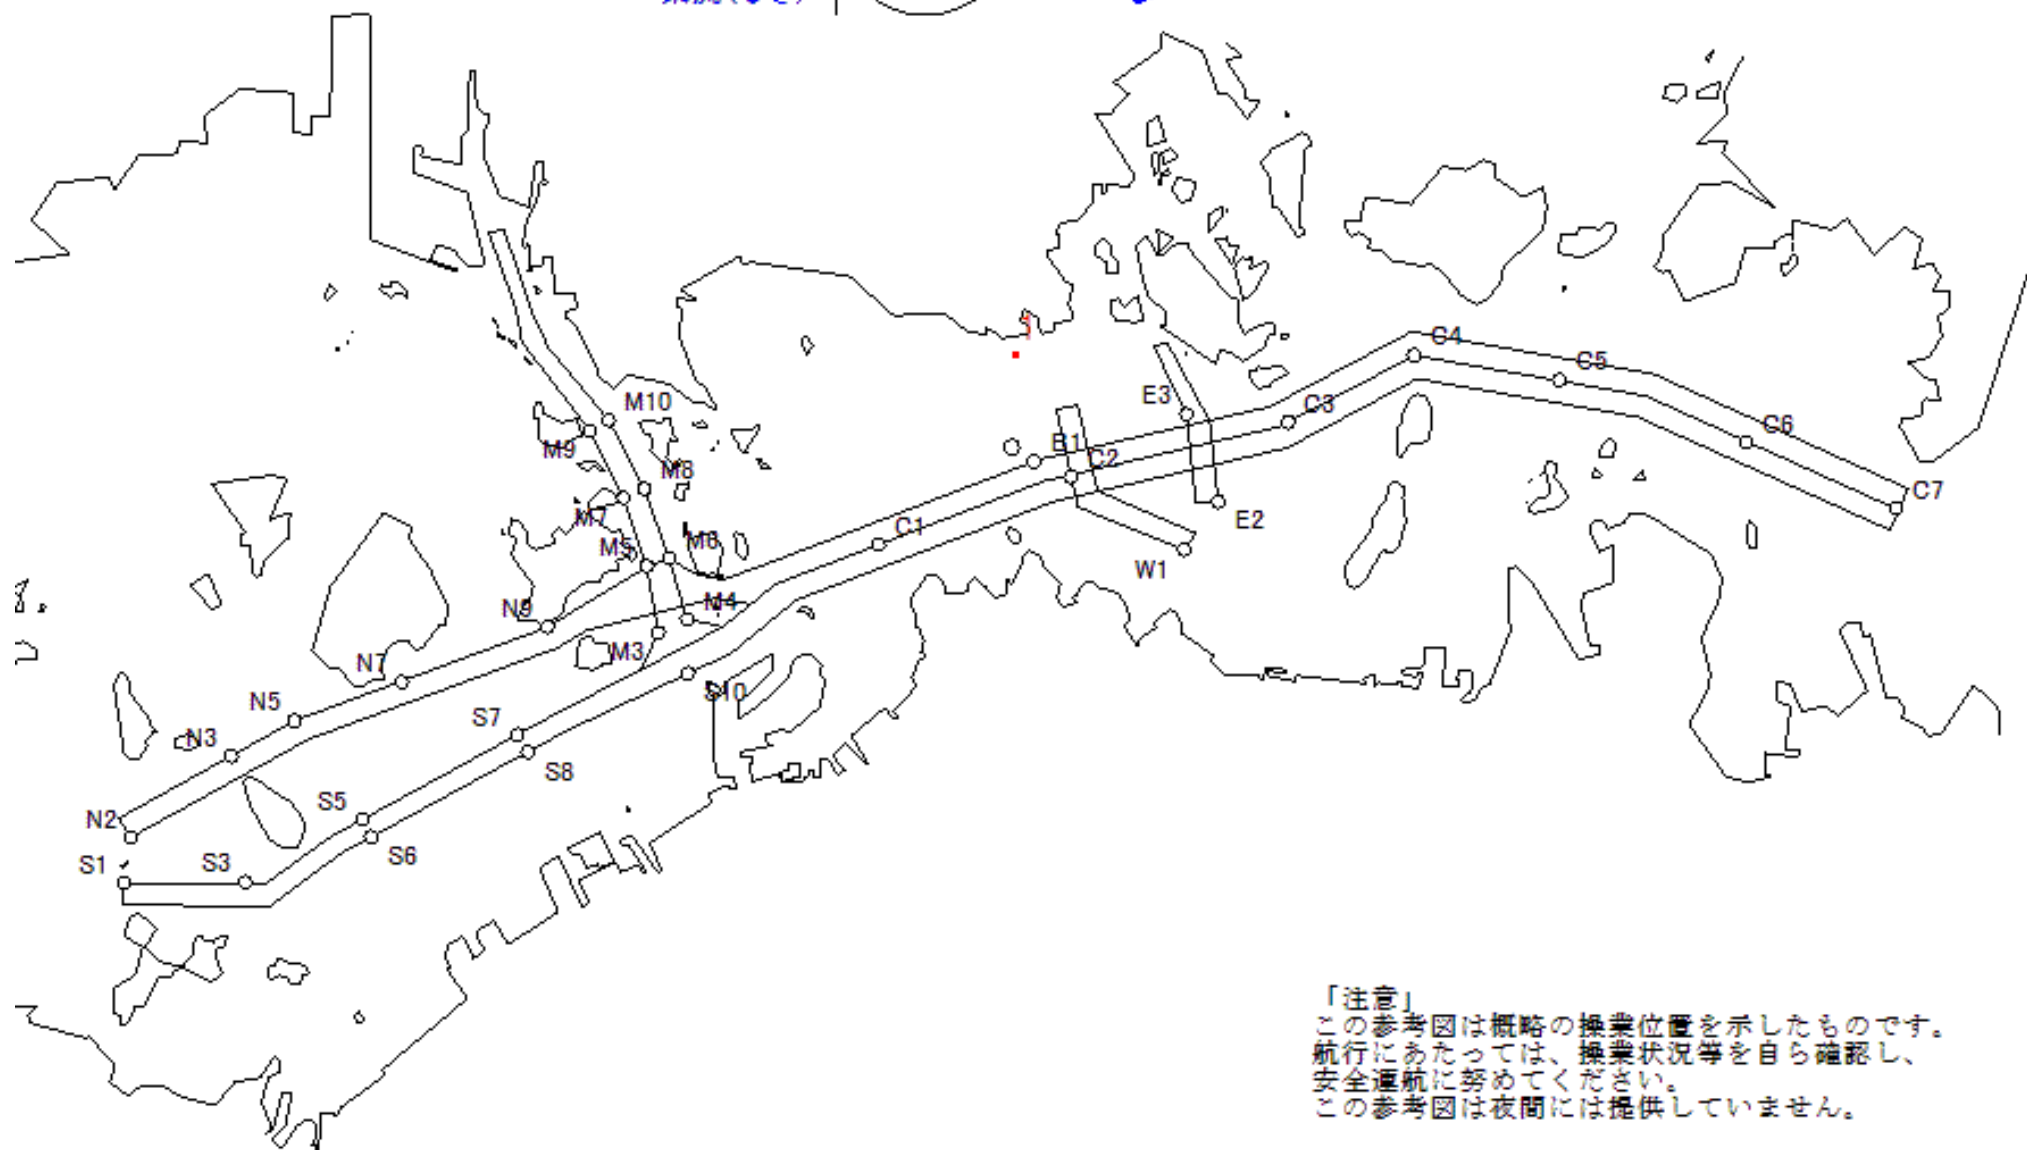 C4
C5
M10
E3
C3
C6
M9
B1
C2
M8
C7
M7
E2
C1
M5
M6
W1
N9
M4
M3
N7
S10
N5
S7
N3
S8
S5
N2
S6
S1
S3
「注意」
この参考図は概略の操業位置を示したものです。
航行にあたっては、操業状況等を自ら確認し、
安全運航に努めてください。
この参考図は夜間には提供していません。